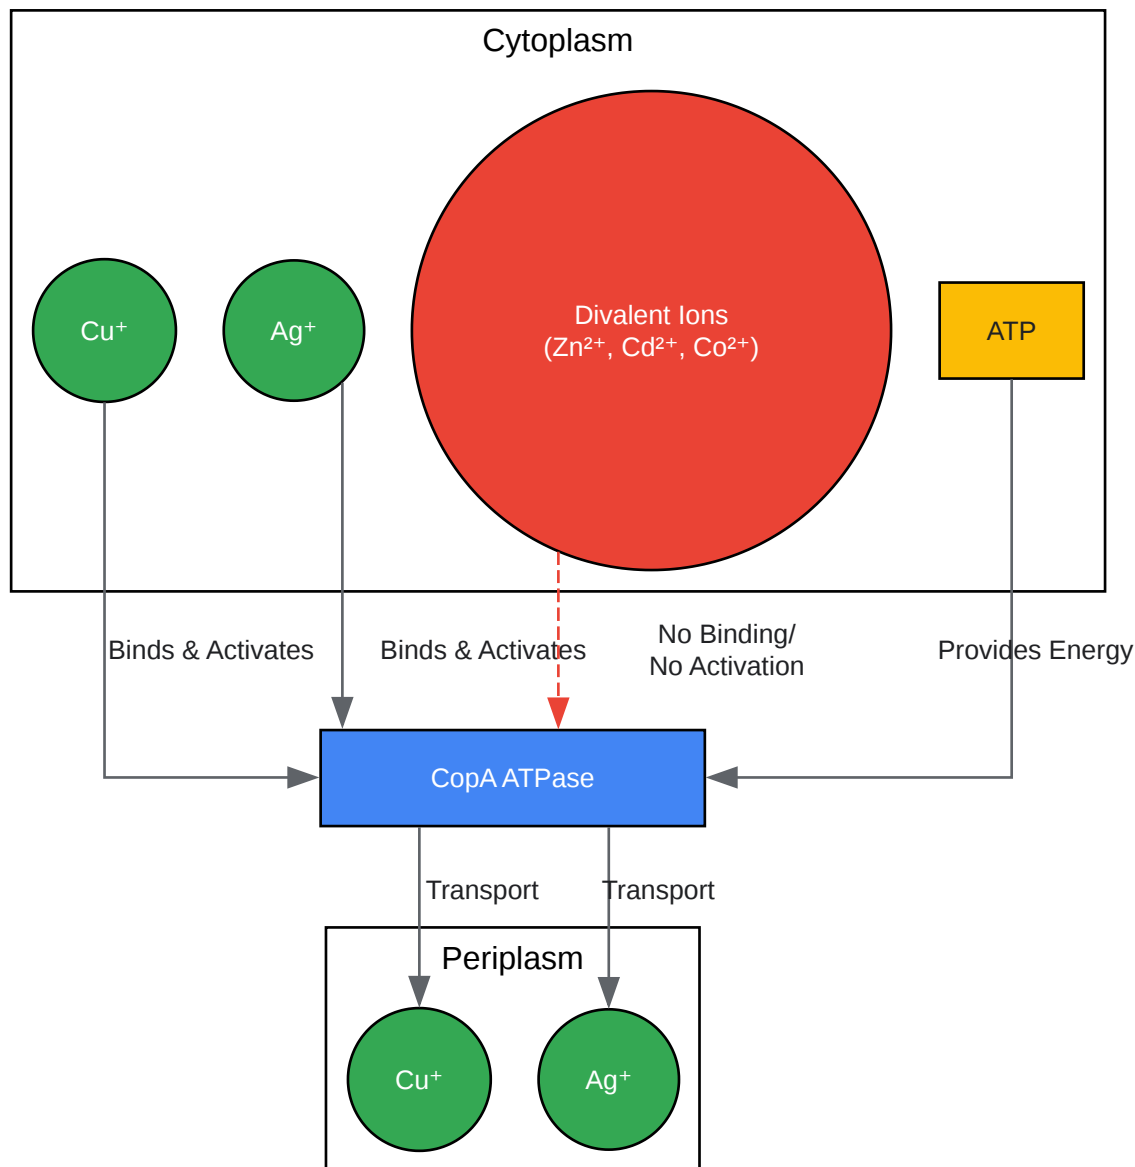 Cytoplasm
Cu⁺
Ag⁺
Divalent Ions
(Zn²⁺, Cd²⁺, Co²⁺)
ATP
Binds & Activates
Binds & Activates
No Binding/
No Activation
Provides Energy
CopA ATPase
Transport
Transport
Periplasm
Cu⁺
Ag⁺